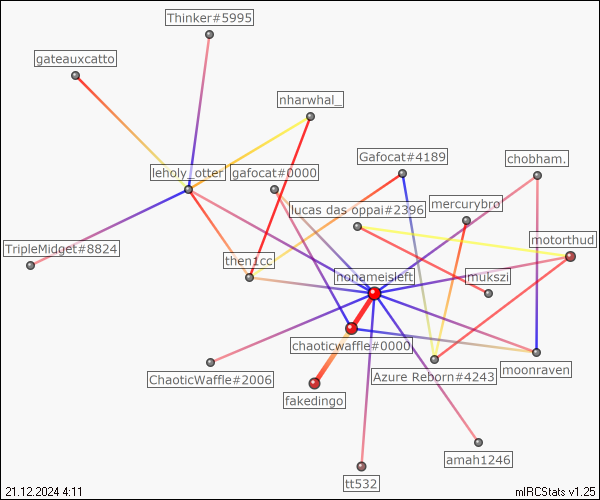 Thinker#5995
gateauxcatto
nharwhal_
Gafocat#4189
chobham.
leholy_otter
gafocat#0000
lucas das oppai#2396
mercurybro
motorthud
TripleMidget#8824
then1cc
nonameisleft
mukszi
chaoticwaffle#0000
ChaoticWaffle#2006
Azure Reborn#4243
moonraven
fakedingo
amah1246
tt532
21.12.2024 4:11
mIRCStats v1.25